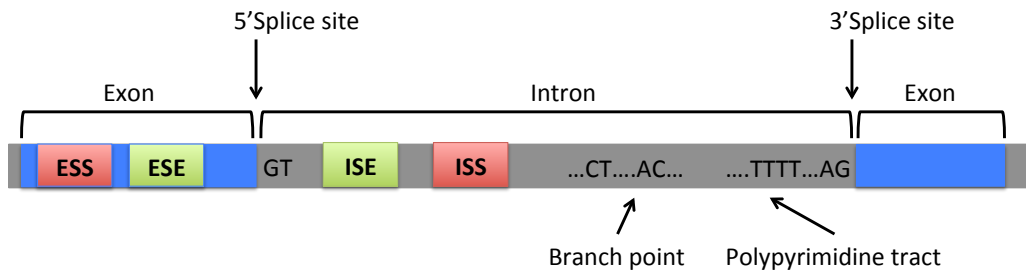 5’Splice site
3’Splice site
Exon
Intron
Exon
ESS
ESE
GT
ISE
ISS
...CT....AC...
....TTTT...AG
Branch point
Polypyrimidine tract